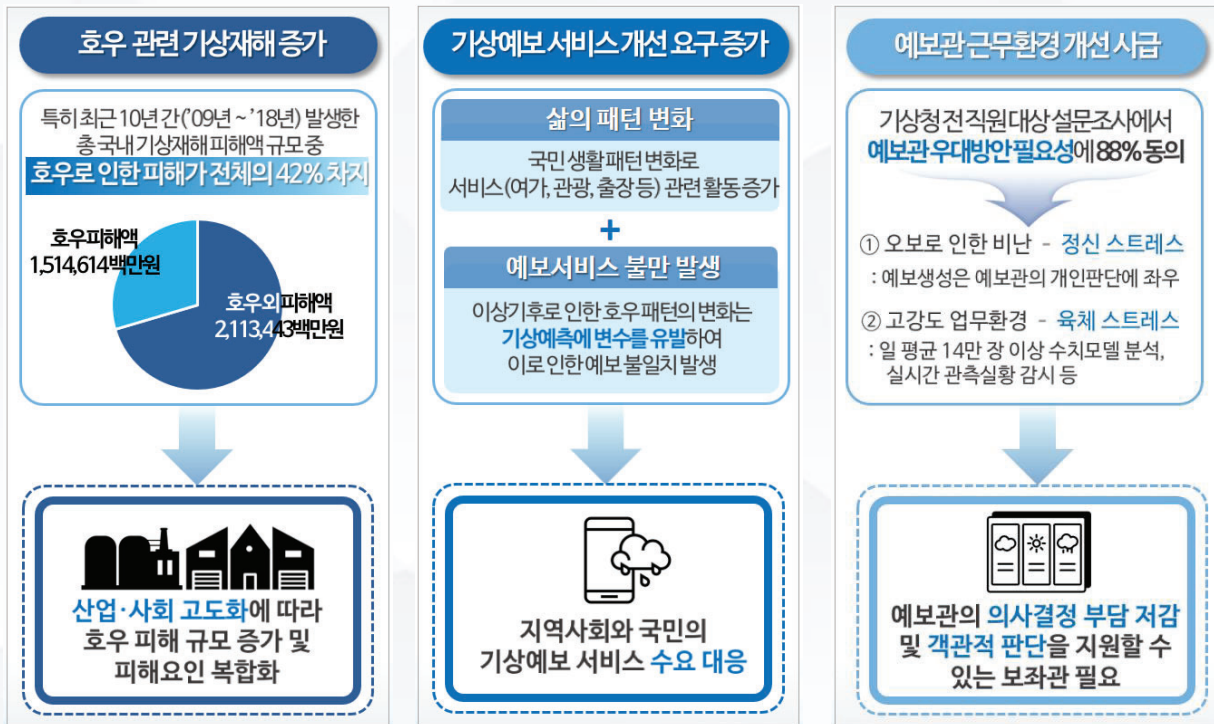 호우 관련 기상재해 증가
특히 최근 10년 간('09년 ~ '18년) 발생한
총 국내 기상재해 피해액 규모 중
호우로 인한 피해가 전체의 42% 차지
호우피해액
1,514,614백만원
호우외피해액
2,113,443백만원
산업·사회 고도화에 따라
호우 피해 규모 증가 및
피해요인 복합화
기상예보 서비스 개선 요구 증가
삶의 패턴 변화
국민 생활 패턴 변화로
서비스(여가, 관광, 출장 등) 관련 활동 증가
+
예보서비스 불만 발생
이상기후로 인한 호우 패턴의 변화는
기상예측에 변수를 유발하여
이로 인한 예보 불일치 발생
지역사회와 국민의
기상예보 서비스 수요 대응
예보관 근무환경 개선 시급
기상청 전 직원 대상 설문조사에서
예보관 우대방안 필요성에 88% 동의
① 오보로 인한 비난 - 정신 스트레스
: 예보생성은 예보관의 개인판단에 좌우
② 고강도 업무환경 - 육체 스트레스
: 일 평균 14만 장 이상 수치모델 분석,
실시간 관측실황 감시 등
예보관의 의사결정 부담 저감
및 객관적 판단을 지원할 수
있는 보좌관 필요